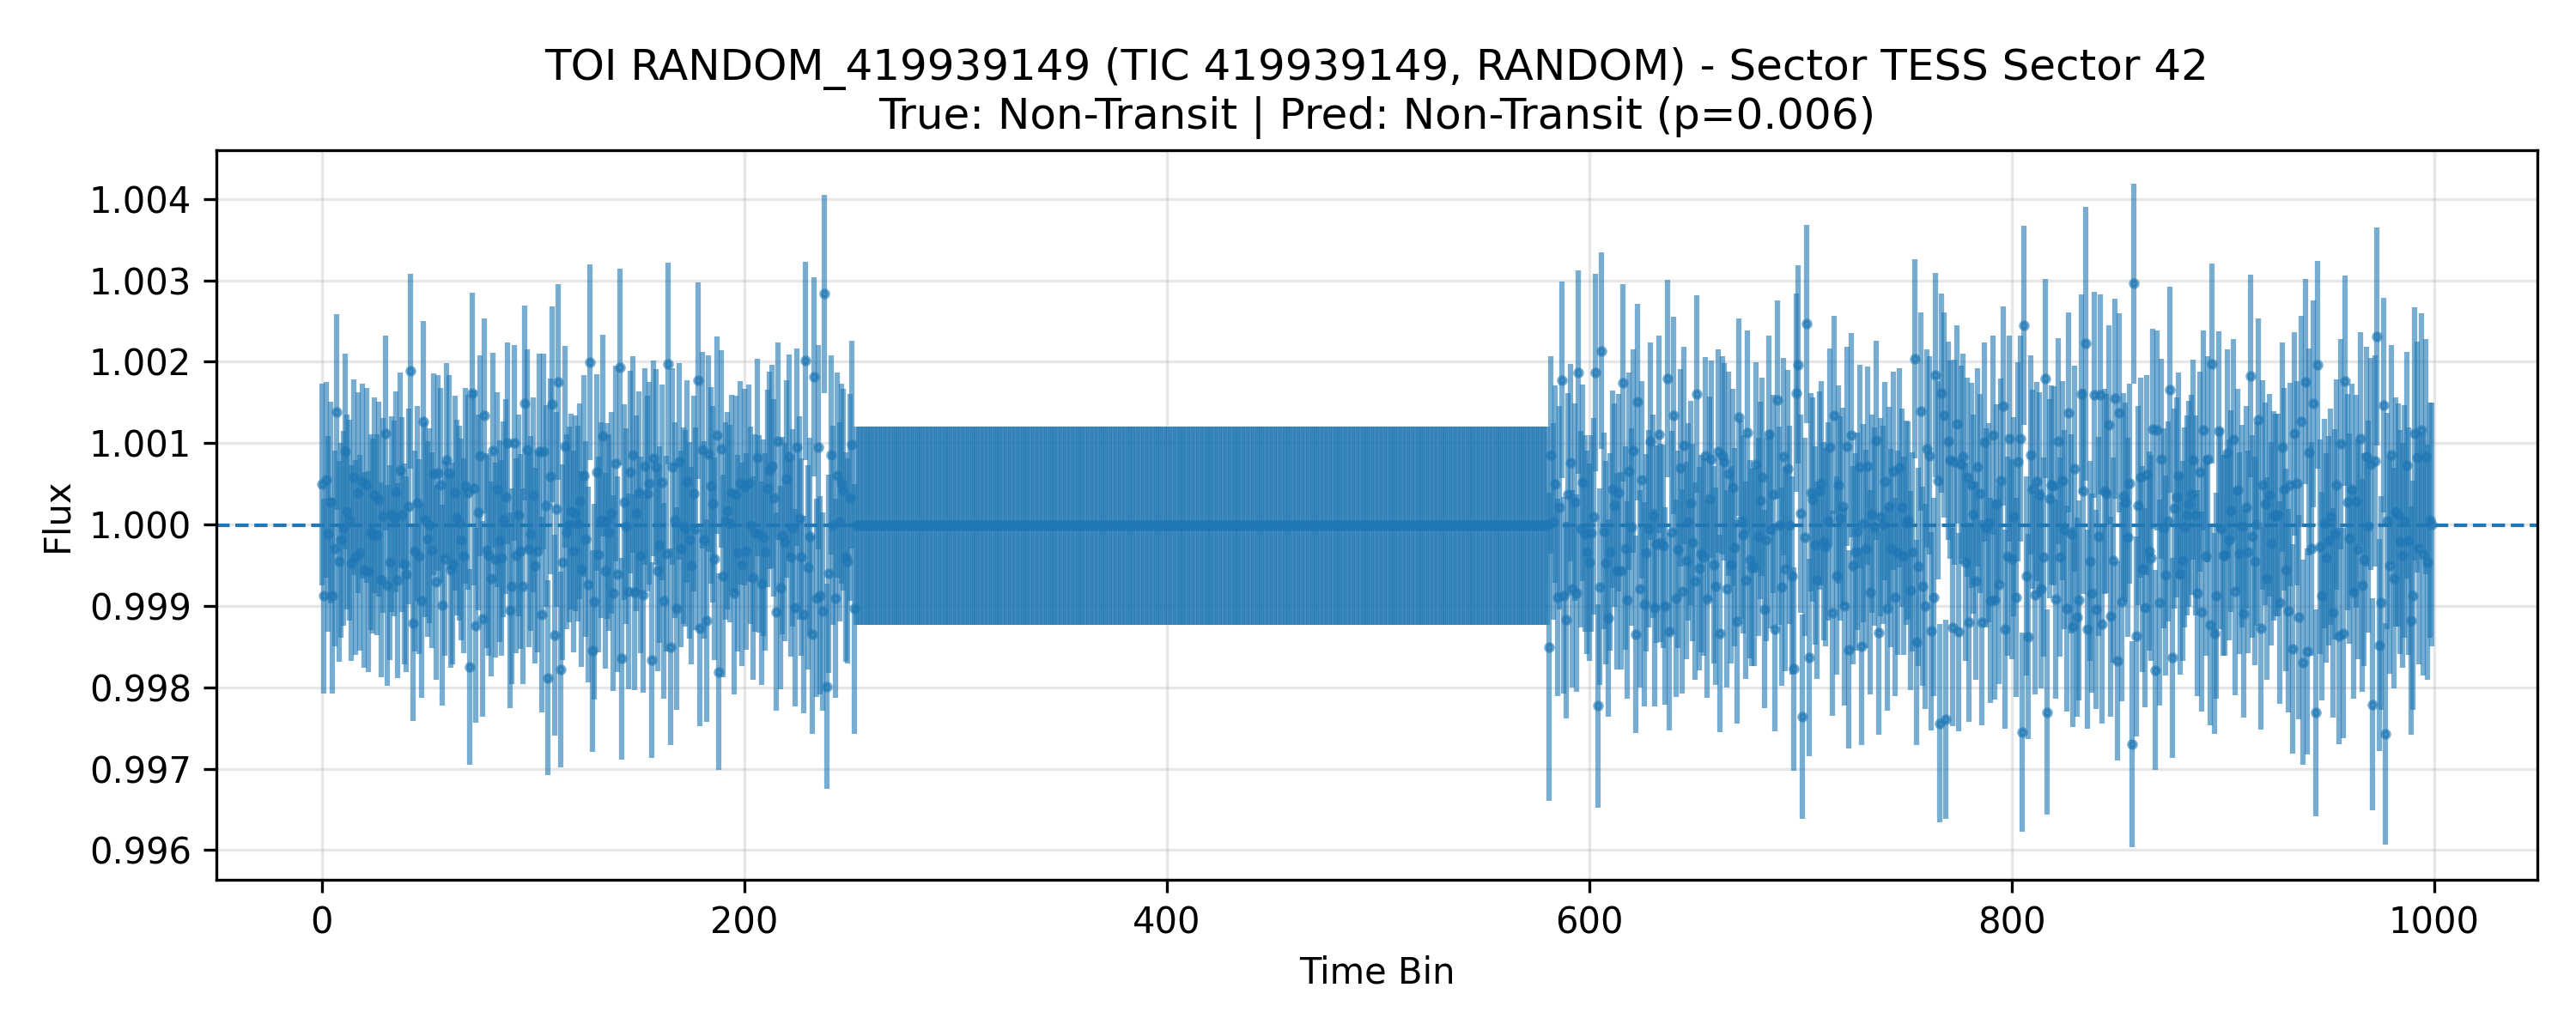 TOI RANDOM_419939149 (TIC 419939149, RANDOM) - Sector TESS Sector 42
True: Non-Transit | Pred: Non-Transit (p=0.006)
1.004
1.003
1.002
1.001
1.000
0.999
0.998
0.997
0.996
Flux
0 200 400 600 800 1000
Time Bin